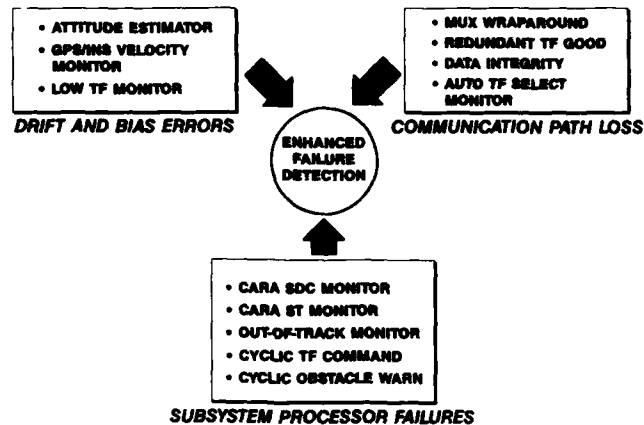 • ATTITUDE ESTIMATOR
• GPS/INS VELOCITY
MONITOR
• LOW TF MONITOR
DRIFT AND BIAS ERRORS
• MUX WRAPAROUND
• REDUNDANT TF GOOD
• DATA INTEGRITY
• AUTO TF SELECT
MONITOR
COMMUNICATION PATH LOSS
ENHANCED
FAILURE
DETECTION
• CARA SDC MONITOR
• CARA ST MONITOR
• OUT-OF-TRACK MONITOR
• CYCLIC TF COMMAND
• CYCLIC OBSTACLE WARN
SUBSYSTEM PROCESSOR FAILURES